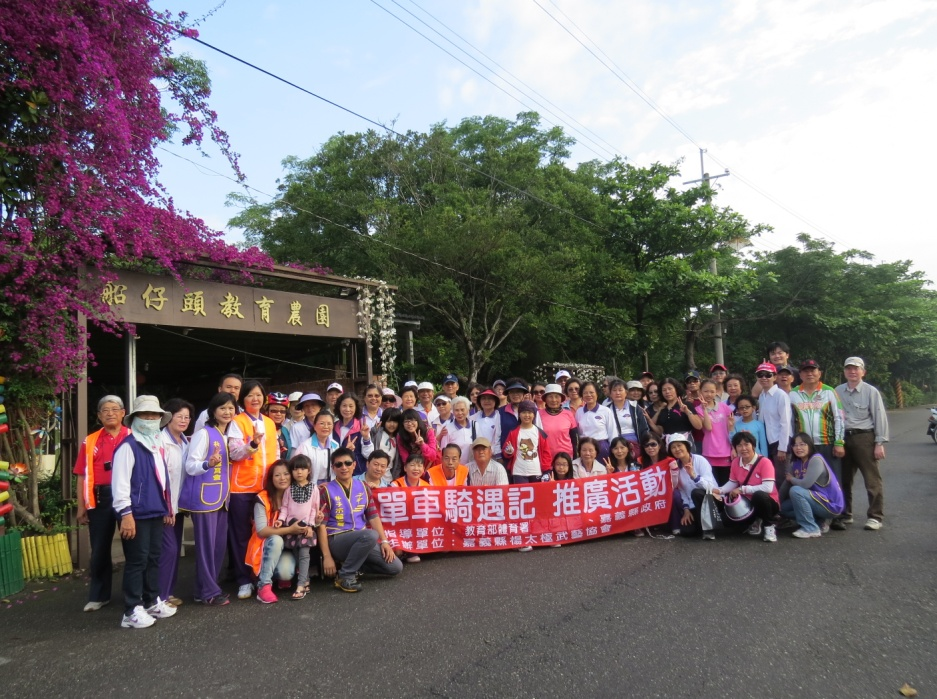 船仔頭教育農園
單車騎遇記 推廣活動
指導單位：教育部體育署 ：嘉義縣政府
主辦單位：嘉義縣楊太極武藝協會